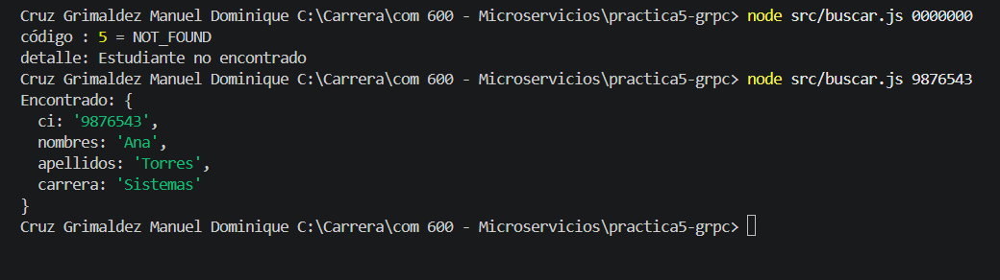 Cruz Grimaldez Manuel Dominique C:\Carrera\com 600 - Microservicios\practica5-grpc> node src/buscar.js 0000000
código : 5 = NOT_FOUND
detalle: Estudiante no encontrado
Cruz Grimaldez Manuel Dominique C:\Carrera\com 600 - Microservicios\practica5-grpc> node src/buscar.js 9876543
Encontrado: {
  ci: '9876543',
  nombres: 'Ana',
  apellidos: 'Torres',
  carrera: 'Sistemas'
}
Cruz Grimaldez Manuel Dominique C:\Carrera\com 600 - Microservicios\practica5-grpc>